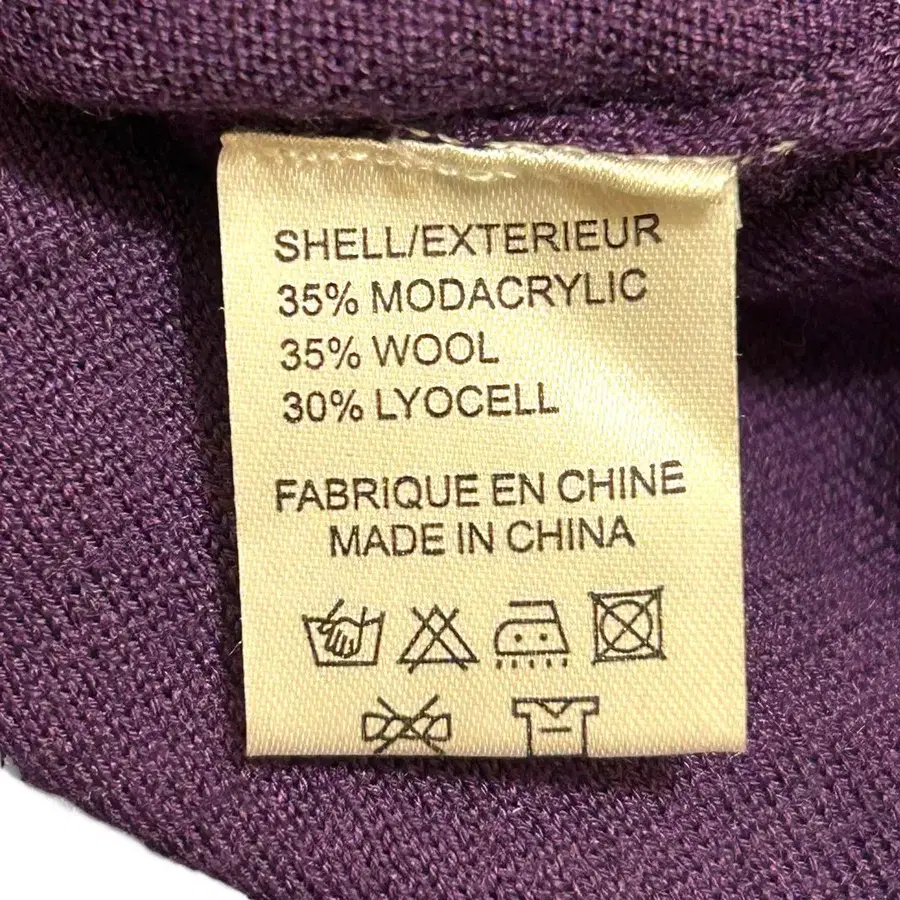 SHELL/EXTERIEUR
35% MODACRYLIC
35% WOOL
30% LYOCELL
FABRIQUE EN CHINE
MADE IN CHINA